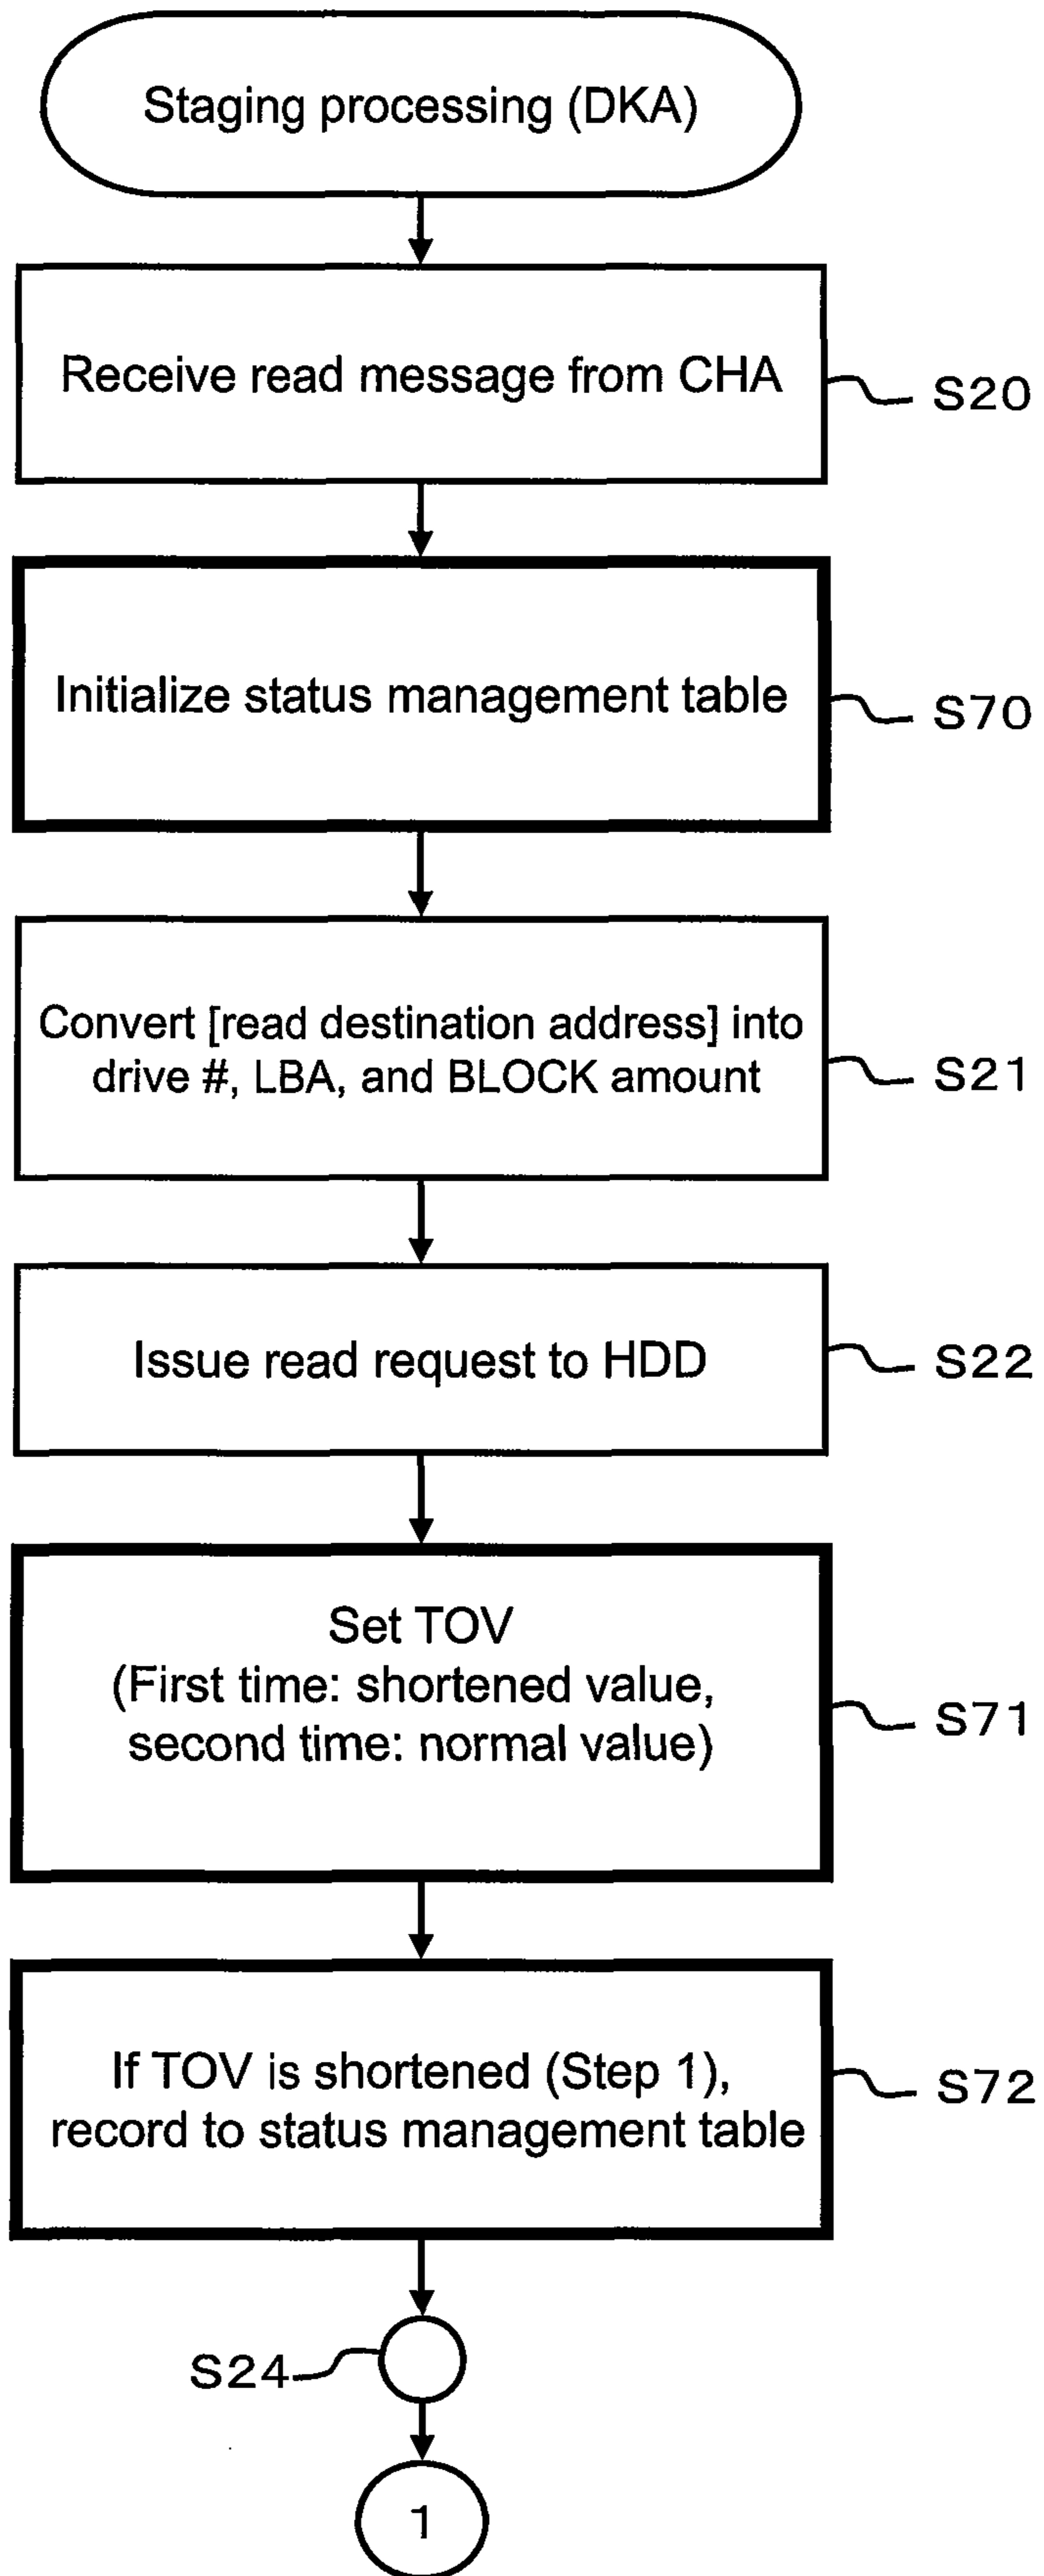 Staging processing (DKA)
Receive read message from CHA
S20
Initialize status management table
S70
Convert [read destination address] into
drive #, LBA, and BLOCK amount
S21
Issue read request to HDD
S22
Set TOV
(First time: shortened value,
second time: normal value)
S71
If TOV is shortened (Step 1),
record to status management table
S72
S24
1